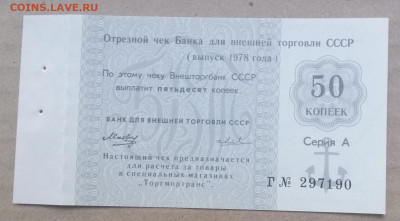 COINS.LAVE.RU
Отрезной чек Банка для внешней торговли СССР
( выпуск 1978 года )
По этому чеку Внешторгбанк СССР
выплатит пятьдесят копеек.
50
КОПЕЕК
БАНК ДЛЯ ВНЕШНЕЙ ТОРГОВЛИ СССР
Серия А
Настоящий чек предназначается
для расчета за товары
в специальных магазинах
"Торгмортранс"
Г № 297190